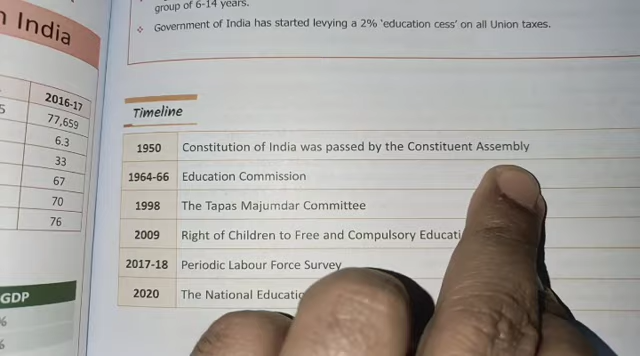 n India
2016-17
77,659
6.3
33
67
70
76
GDP
%
%
group of 6-14 years.
Government of India has started levying a 2% 'education cess' on all Union taxes.
Timeline
1950 Constitution of India was passed by the Constituent Assembly
1964-66 Education Commission
1998 The Tapas Majumdar Committee
2009 Right of Children to Free and Compulsory
2017-18 Periodic Labour Force Survey
2020 The National